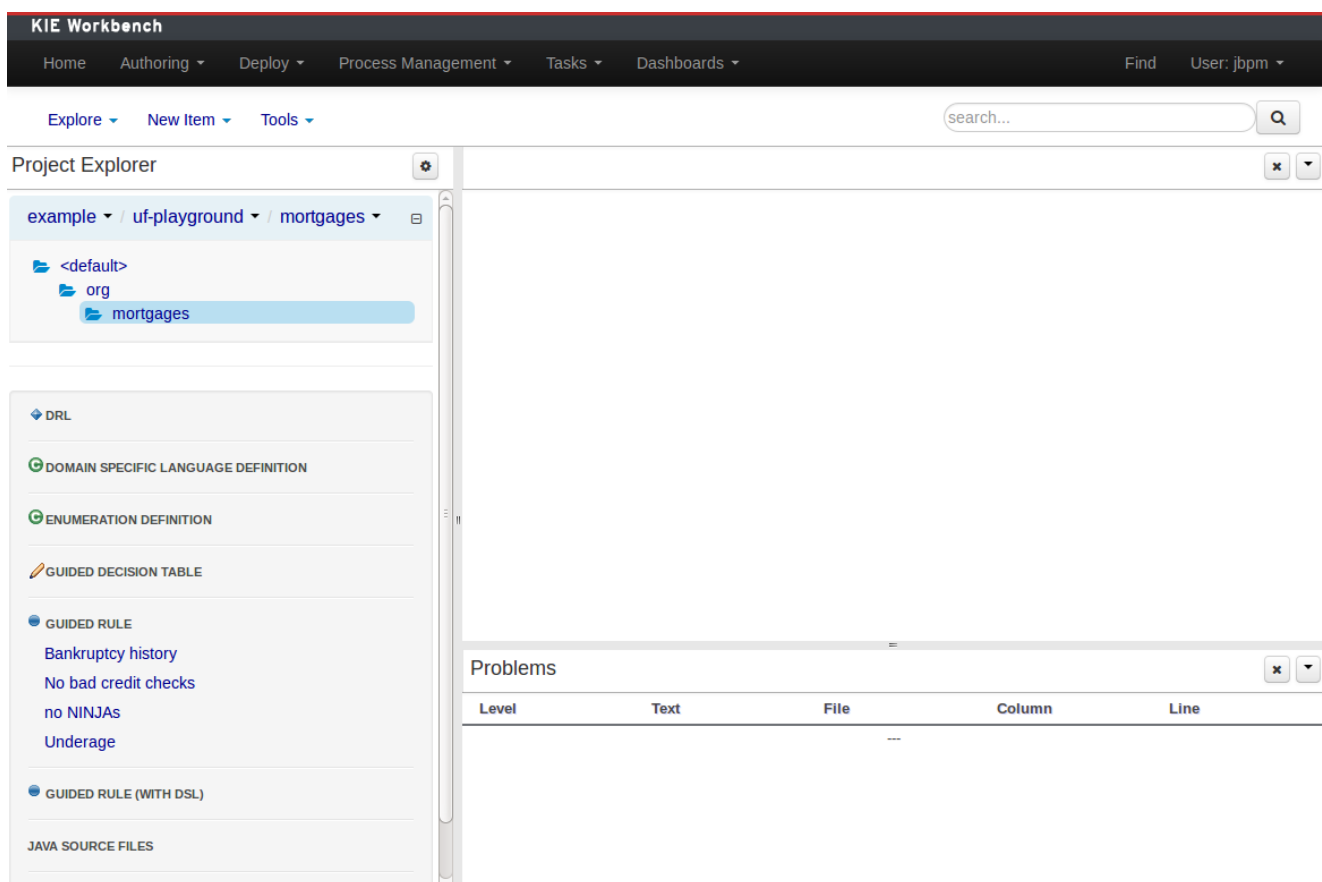 KIE Workbench
Home Authoring Deploy Process Management Tasks Dashboards Find User: jbpm
Explore New Item Tools search...
Project Explorer
example / uf-playground / mortgages
<default>
org
mortgages
DRL
DOMAIN SPECIFIC LANGUAGE DEFINITION
ENUMERATION DEFINITION
GUIDED DECISION TABLE
GUIDED RULE
Bankruptcy history
No bad credit checks
no NINJAs
Underage
GUIDED RULE (WITH DSL)
JAVA SOURCE FILES
Problems
Level Text File Column Line
---